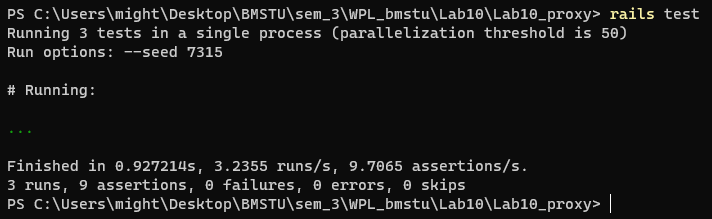 PS C:\Users\might\Desktop\BMSTU\sem_3\WPL_bmstu\Lab10\Lab10_proxy> rails test
Running 3 tests in a single process (parallelization threshold is 50)
Run options: --seed 7315
# Running:
...
Finished in 0.927214s, 3.2355 runs/s, 9.7065 assertions/s.
3 runs, 9 assertions, 0 failures, 0 errors, 0 skips
PS C:\Users\might\Desktop\BMSTU\sem_3\WPL_bmstu\Lab10\Lab10_proxy>